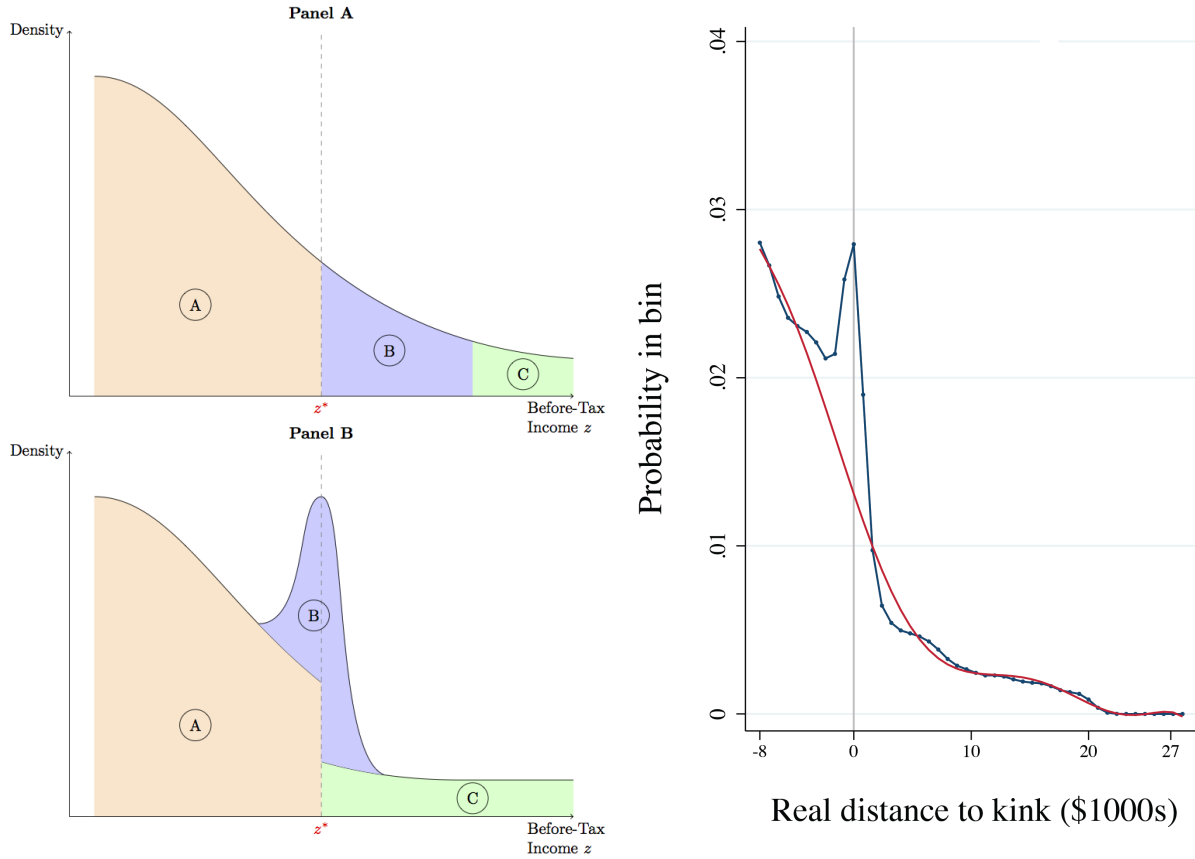 Panel A
Density
A
B
C
z*
Before-Tax
Income z
Panel B
Density
B
A
C
z*
Before-Tax
Income z
Probability in bin
.04
.03
.02
.01
0
-8
0
10
20
27
Real distance to kink ($1000s)